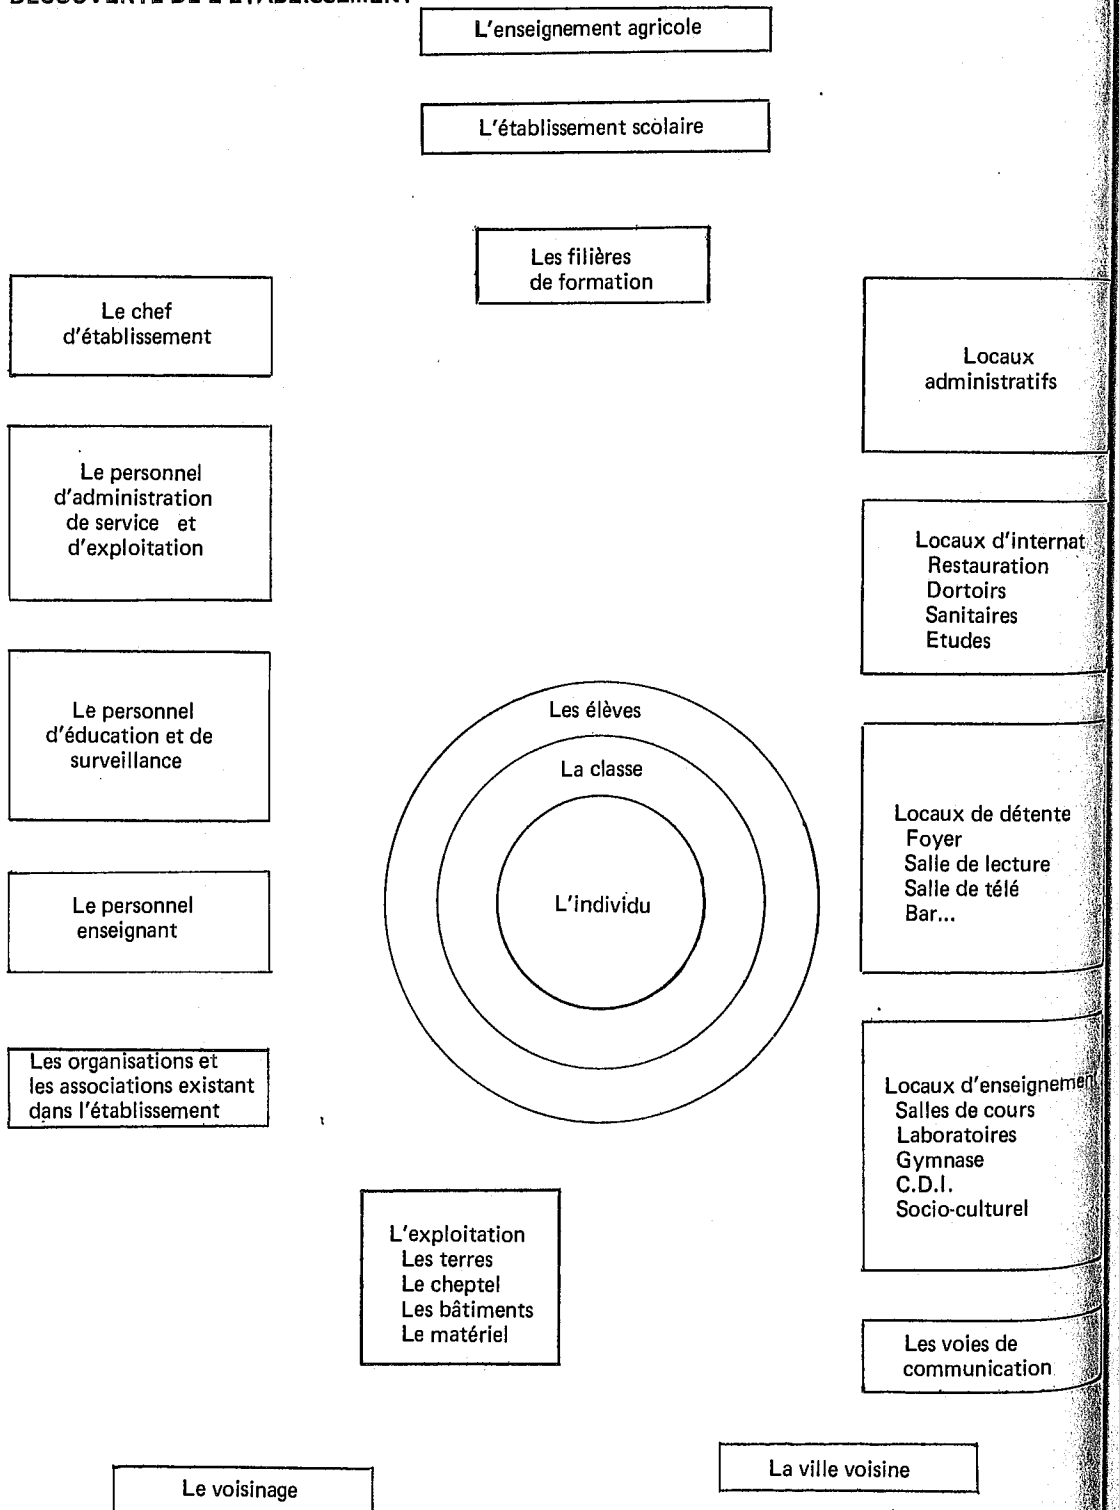 DÉCOUVERTE DE L'ÉTABLISSEMENT
L'enseignement agricole
L'établissement scolaire
Les filières
de formation
Le chef
d'établissement
Le personnel
d'administration
de service et
d'exploitation
Le personnel
d'éducation et de
surveillance
Le personnel
enseignant
Les organisations et
les associations existant
dans l'établissement
Les élèves
La classe
L'individu
L'exploitation
Les terres
Le cheptel
Les bâtiments
Le matériel
Locaux
administratifs
Locaux d'internat
Restauration
Dortoirs
Sanitaires
Etudes
Locaux de détente
Foyer
Salle de lecture
Salle de télé
Bar...
Locaux d'enseignement
Salles de cours
Laboratoires
Gymnase
C.D.I.
Socio-culturel
Les voies de
communication
Le voisinage
La ville voisine